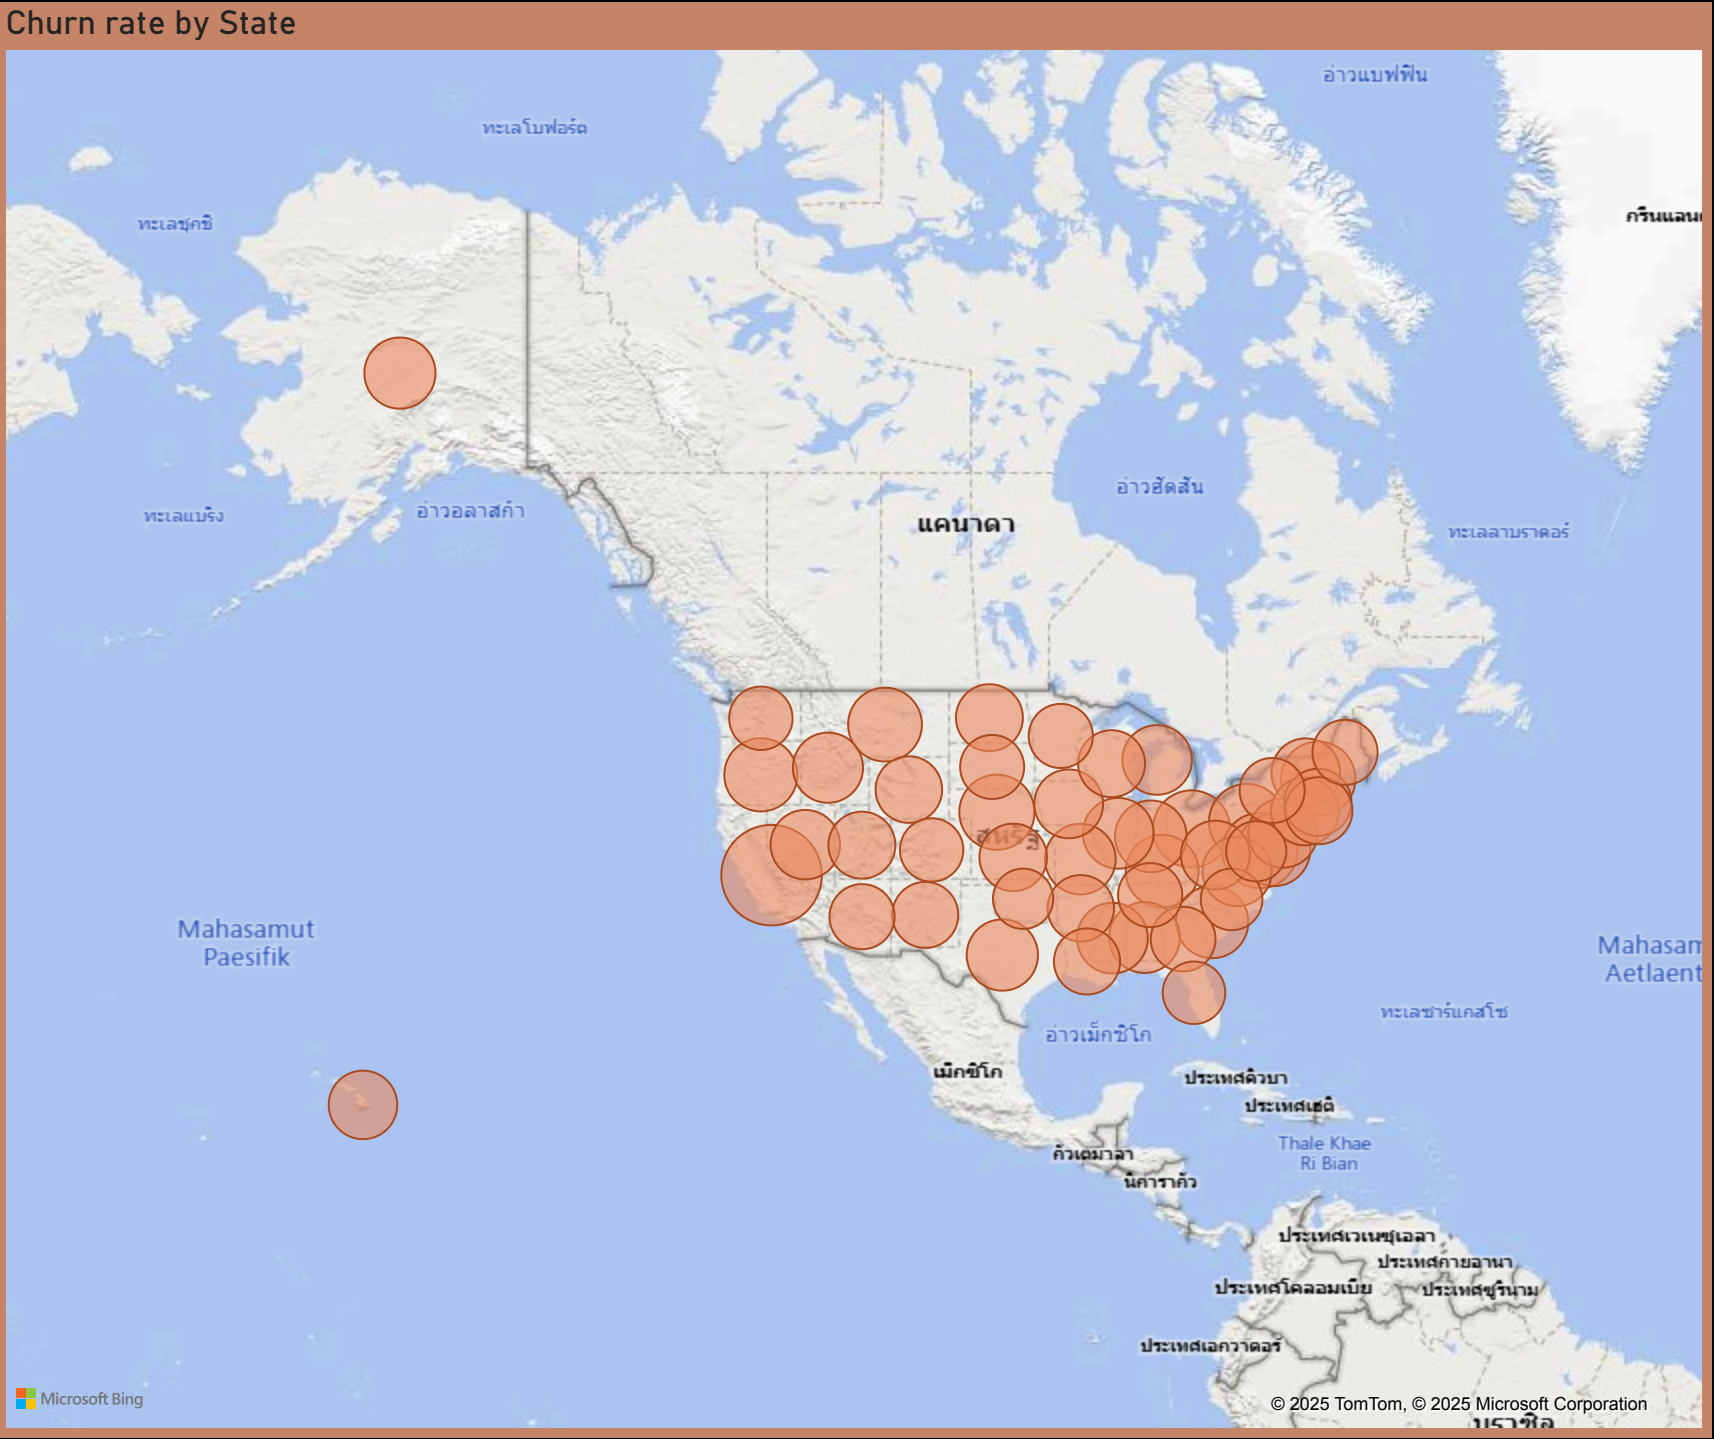 Churn rate by State
อ่าวแบฟฟิน
ทะเลโบฟอร์ต
ทะเลชุกชี
อ่าวฮัดสัน
ทะเลแบริง
อ่าวอลาสก้า
แคนาดา
ทะเลลาบราดอร์
สหรัฐ
Mahasamut
Paesifik
Mahasam
Aetlaent
ทะเลซาร์แกสโซ
อ่าวเม็กซิโก
เม็กซิโก
ประเทศคิวบา
ประเทศเฮติ
Thale Khae
Ri Bian
กัวเตมาลา
นิการากัว
ประเทศเวเนซุเอลา
ประเทศกายอานา
ประเทศโคลอมเบีย
ประเทศซูรินาม
ประเทศเอกวาดอร์
Microsoft Bing
© 2025 TomTom, © 2025 Microsoft Corporation